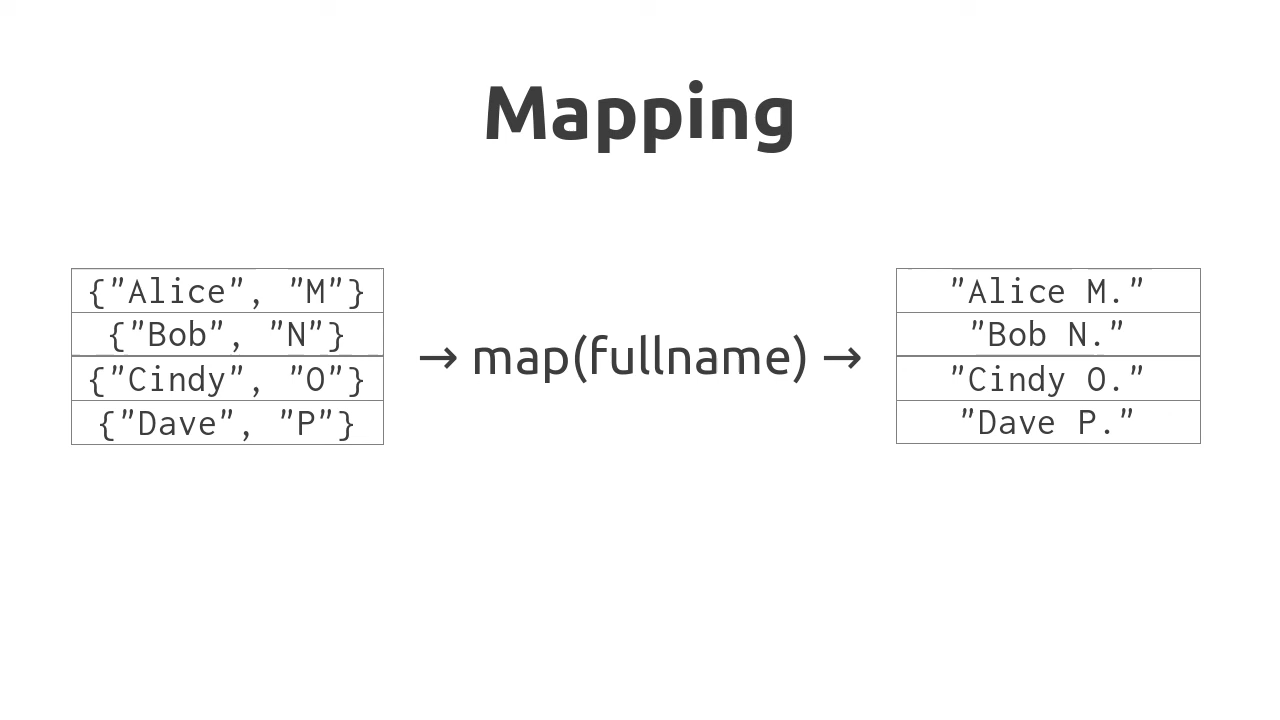 Mapping
{"Alice", "M"}
{"Bob", "N"}
{"Cindy", "O"}
{"Dave", "P"}
→ map(fullname) →
"Alice M."
"Bob N."
"Cindy O."
"Dave P."